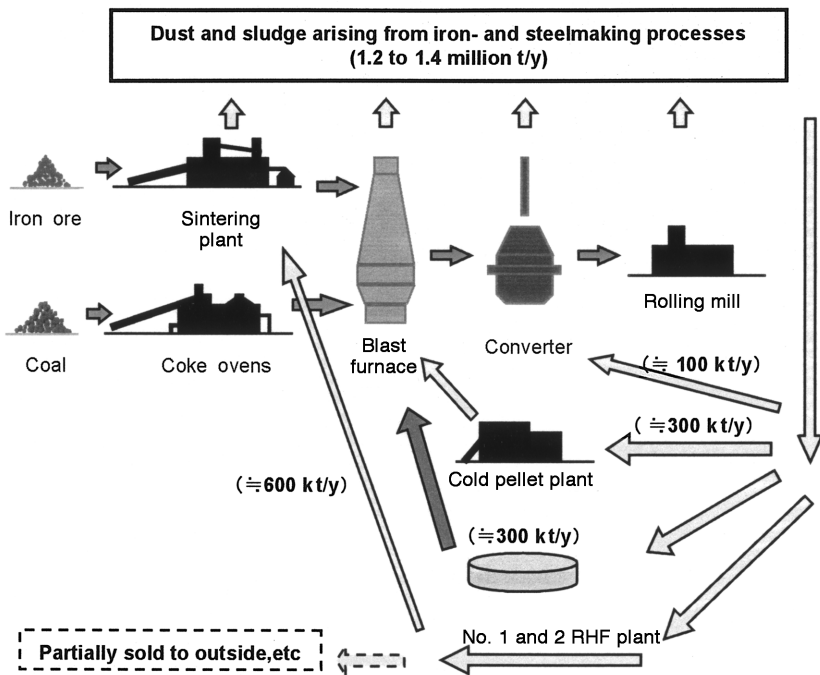 Dust and sludge arising from iron- and steelmaking processes
(1.2 to 1.4 million t/y)
Iron ore
Sintering
plant
Rolling mill
Coal
Coke ovens
Blast
furnace
Converter
(≒ 100 kt/y)
(≒300 kt/y)
Cold pellet plant
(≒600 kt/y)
(≒300 kt/y)
No. 1 and 2 RHF plant
Partially sold to outside,etc